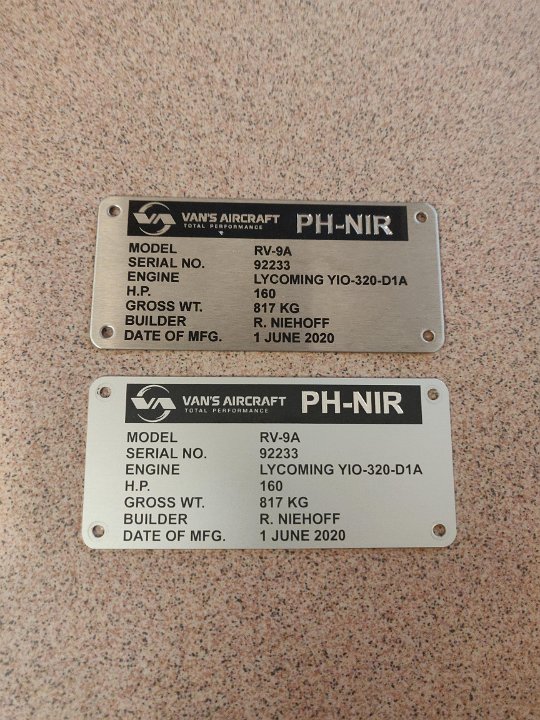 VAN'S AIRCRAFT PH-NIR
TOTAL PERFORMANCE
MODEL RV-9A
SERIAL NO. 92233
ENGINE LYCOMING YIO-320-D1A
H.P. 160
GROSS WT. 817 KG
BUILDER R. NIEHOFF
DATE OF MFG. 1 JUNE 2020
VAN'S AIRCRAFT PH-NIR
TOTAL PERFORMANCE
MODEL RV-9A
SERIAL NO. 92233
ENGINE LYCOMING YIO-320-D1A
H.P. 160
GROSS WT. 817 KG
BUILDER R. NIEHOFF
DATE OF MFG. 1 JUNE 2020